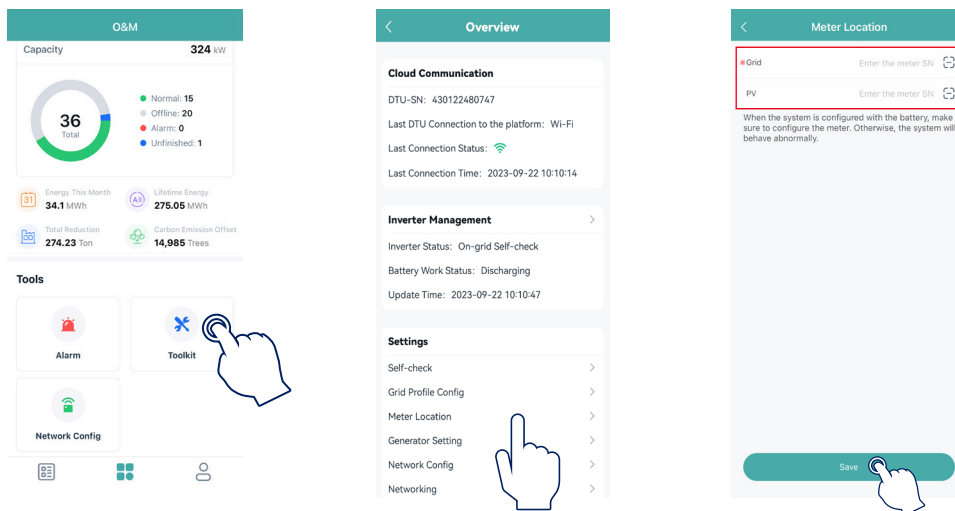 O&M
Capacity
324 kW
36
Total
Normal: 15
Offline: 20
Alarm: 0
Unfinished: 1
31
Energy This Month
34.1 MWh
All
Lifetime Energy
275.05 MWh
Total Reduction
274.23 Ton
Carbon Emission Offset
14,985 Trees
Tools
Alarm
Toolkit
Network Config
Overview
Cloud Communication
DTU-SN: 430122480747
Last DTU Connection to the platform: Wi-Fi
Last Connection Status:
Last Connection Time: 2023-09-22 10:10:14
Inverter Management
Inverter Status: On-grid Self-check
Battery Work Status: Discharging
Update Time: 2023-09-22 10:10:47
Settings
Self-check
Grid Profile Config
Meter Location
Generator Setting
Network Config
Networking
Meter Location
*Grid
Enter the meter SN
PV
Enter the meter SN
When the system is configured with the battery, make
sure to configure the meter. Otherwise, the system will
behave abnormally.
Save